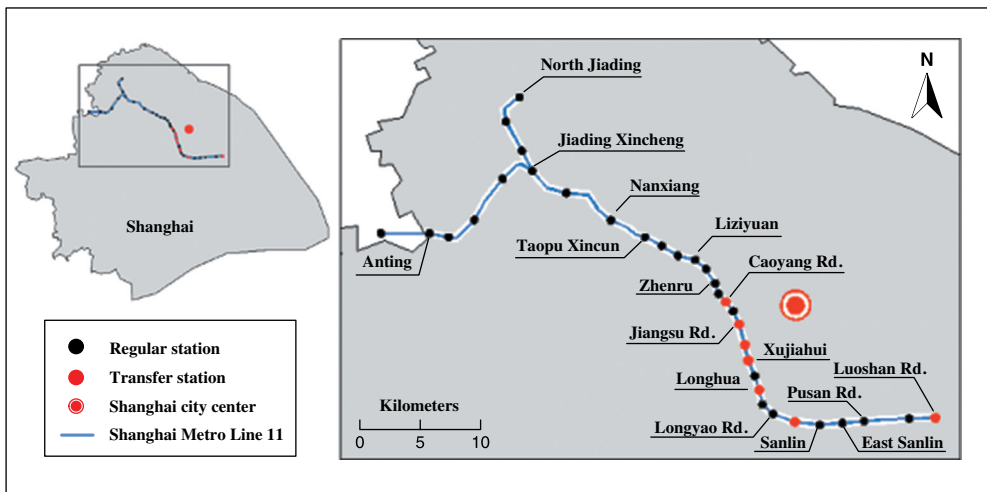 Shanghai
Regular station
Transfer station
Shanghai city center
Shanghai Metro Line 11
N
North Jiading
Jiading Xincheng
Nanxiang
Liziyuan
Taopu Xincun
Anting
Caoyang Rd.
Zhenru
Jiangsu Rd.
Xujiahui
Luoshan Rd.
Longhua
Pusan Rd.
Kilometers
0 5 10
Longyao Rd.
Sanlin
East Sanlin